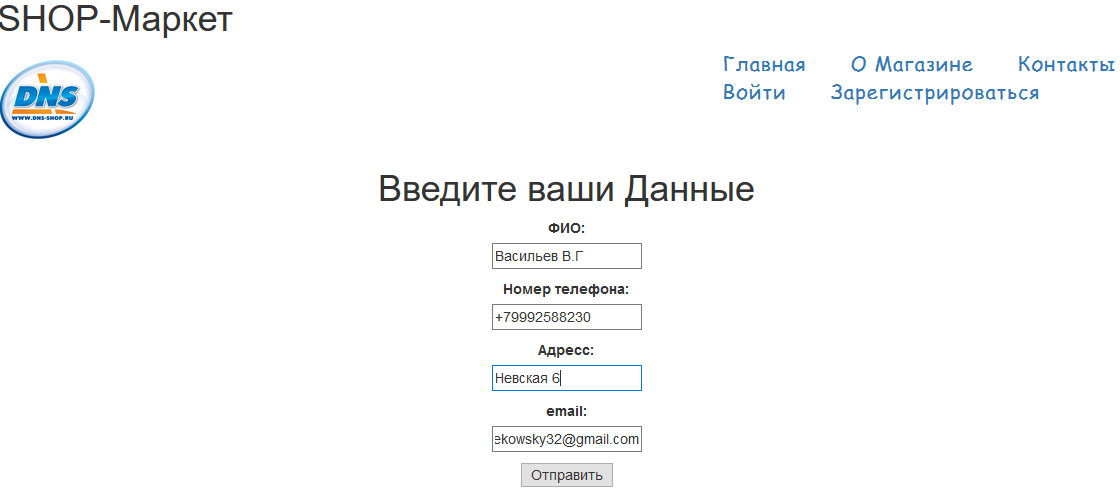 SHOP-Маркет
DNS
WWW.DNS-SHOP.RU
Главная О Магазине Контакты
Войти Зарегистрироваться
Введите ваши Данные
ФИО:
Васильев В.Г
Номер телефона:
+79992588230
Адресс:
Невская 6
email:
ekowsky32@gmail.com
Отправить